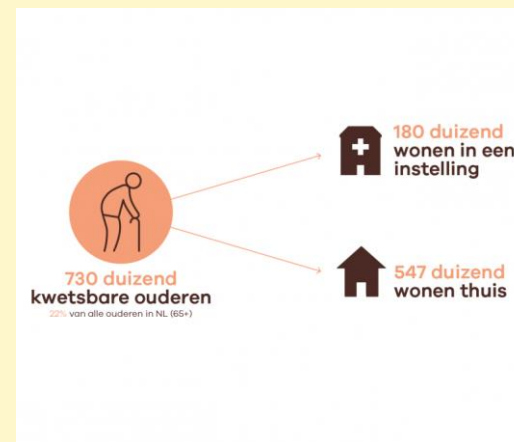 180 duizend
wonen in een
instelling
730 duizend
kwetsbare ouderen
22% van alle ouderen in NL (65+)
547 duizend
wonen thuis